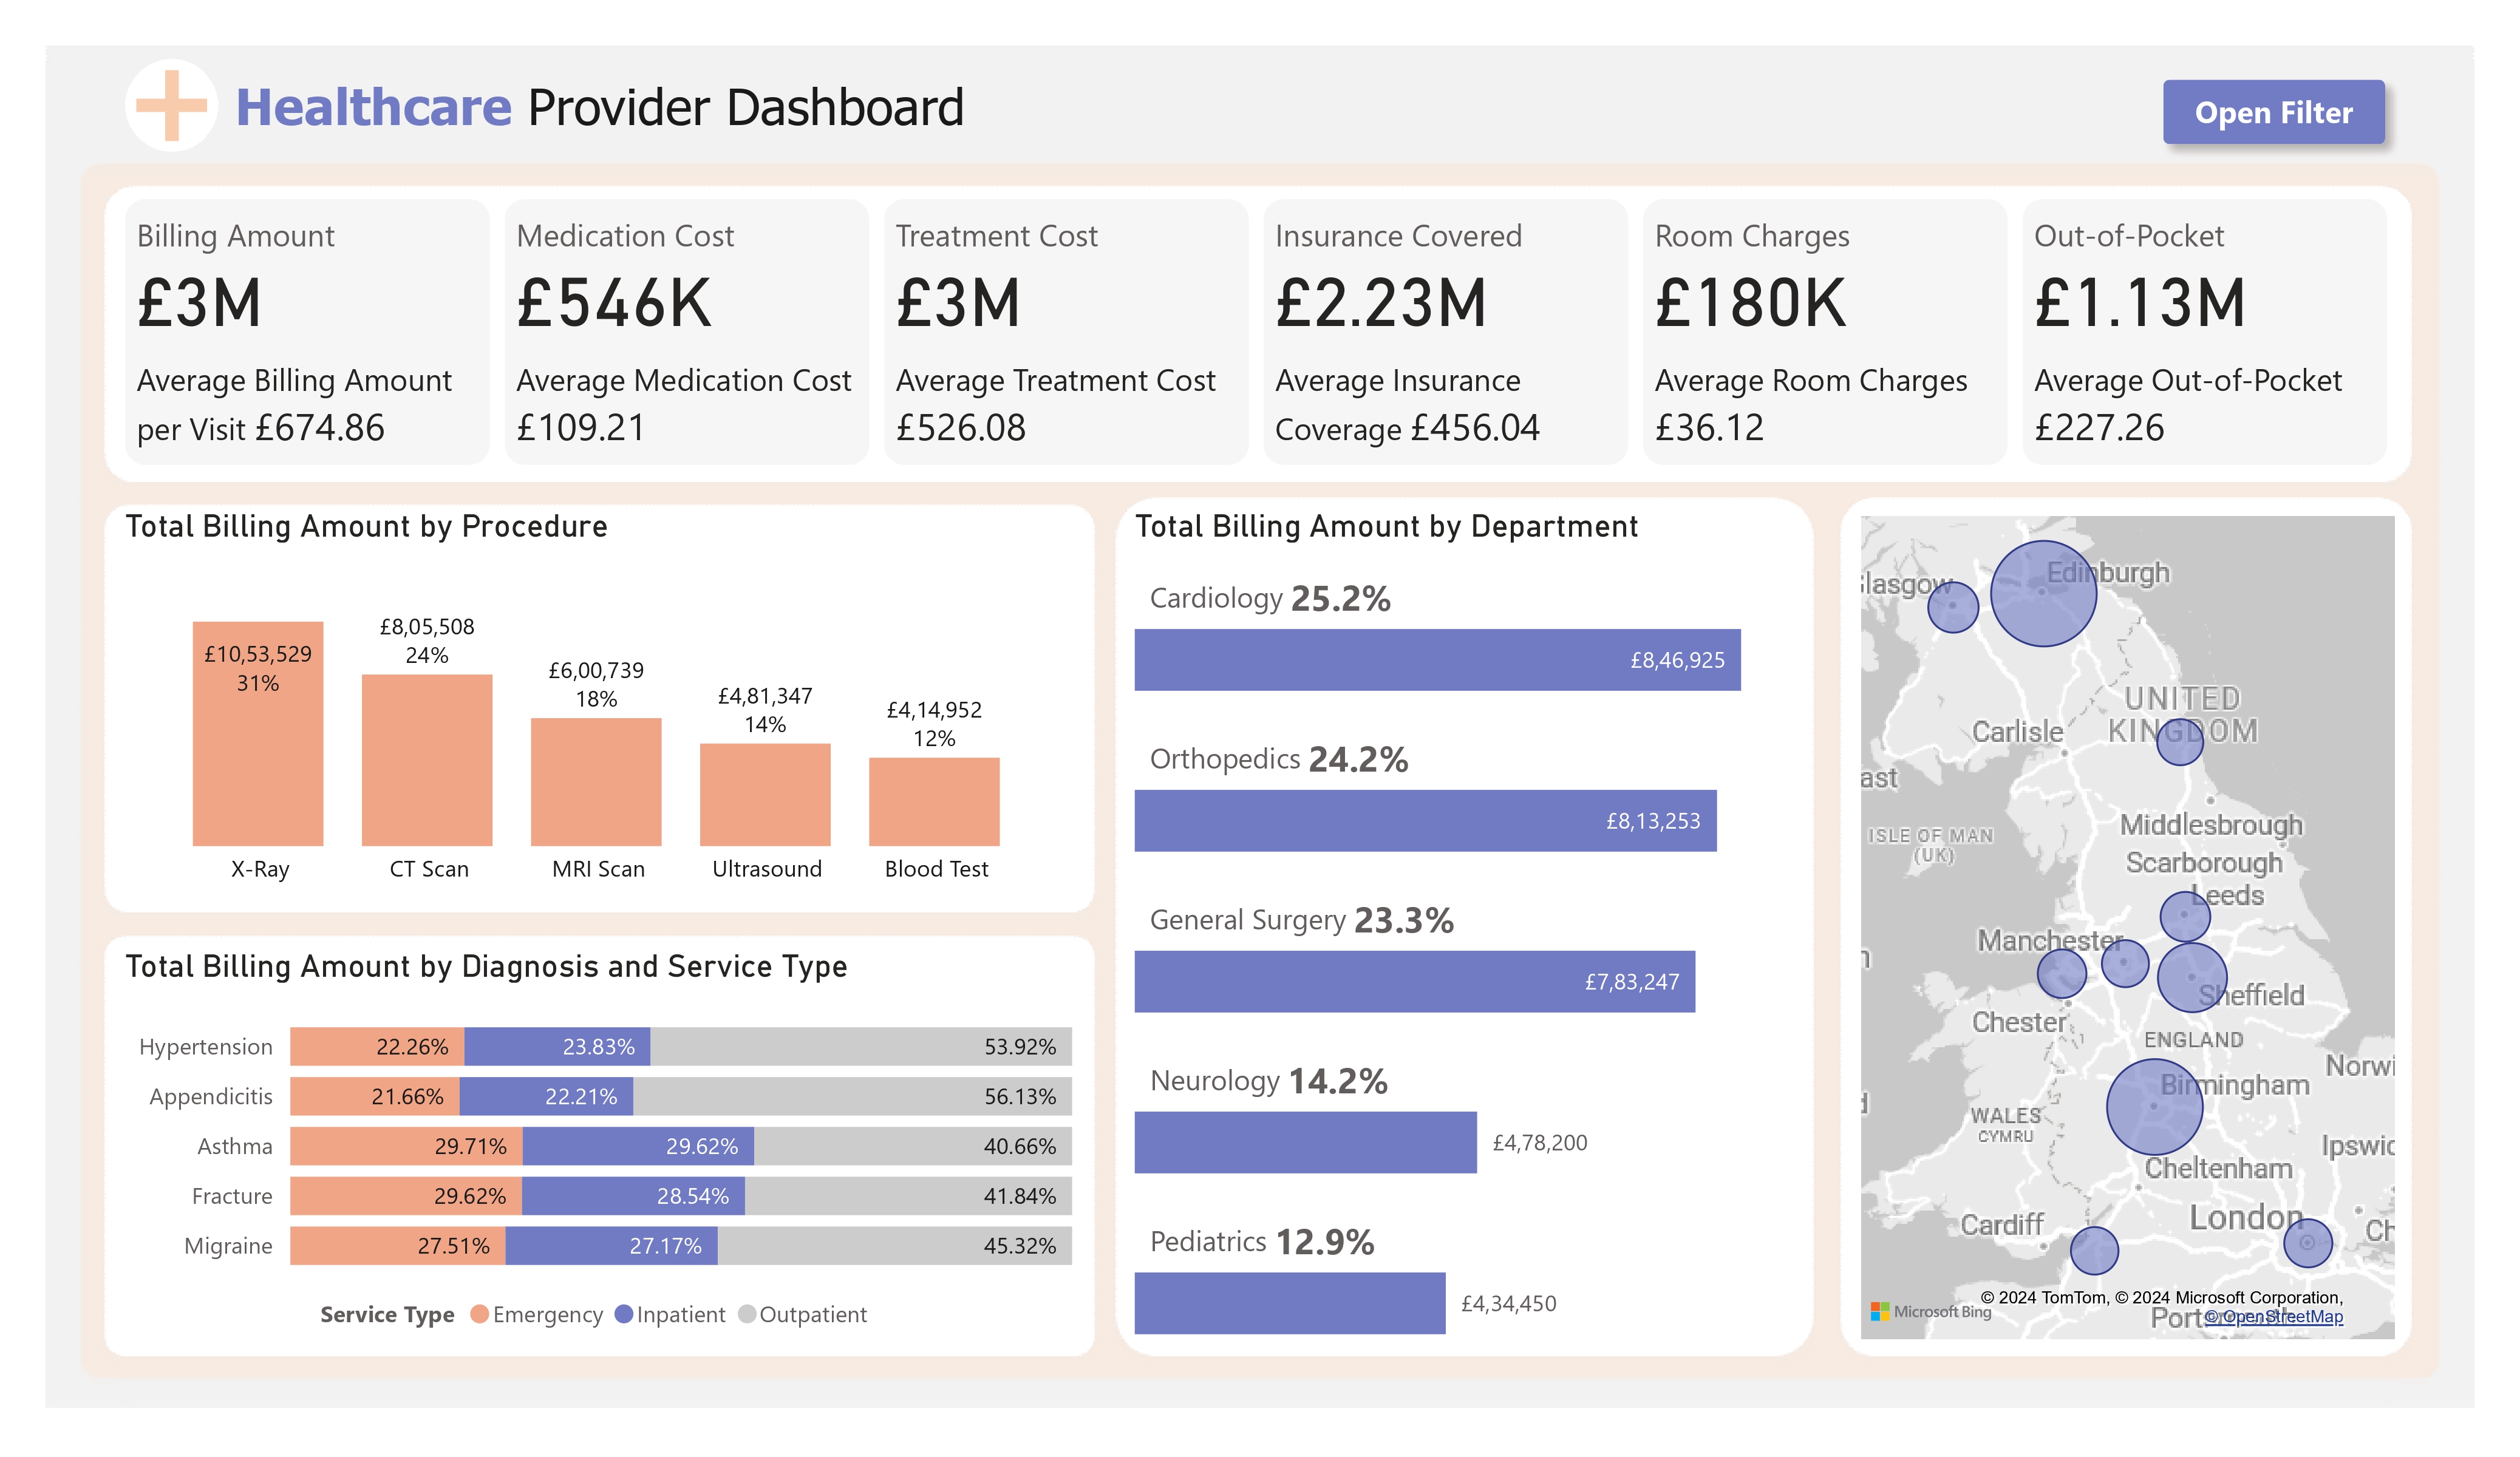 Healthcare Provider Dashboard
Open Filter
Billing Amount
£3M
Average Billing Amount
per Visit £674.86
Medication Cost
£546K
Average Medication Cost
£109.21
Treatment Cost
£3M
Average Treatment Cost
£526.08
Insurance Covered
£2.23M
Average Insurance
Coverage £456.04
Room Charges
£180K
Average Room Charges
£36.12
Out-of-Pocket
£1.13M
Average Out-of-Pocket
£227.26
Total Billing Amount by Procedure
£10,53,529
31%
£8,05,508
24%
£6,00,739
18%
£4,81,347
14%
£4,14,952
12%
X-Ray
CT Scan
MRI Scan
Ultrasound
Blood Test
Total Billing Amount by Diagnosis and Service Type
Hypertension 22.26% 23.83% 53.92%
Appendicitis 21.66% 22.21% 56.13%
Asthma 29.71% 29.62% 40.66%
Fracture 29.62% 28.54% 41.84%
Migraine 27.51% 27.17% 45.32%
Service Type Emergency Inpatient Outpatient
Total Billing Amount by Department
Cardiology 25.2%
£8,46,925
Orthopedics 24.2%
£8,13,253
General Surgery 23.3%
£7,83,247
Neurology 14.2%
£4,78,200
Pediatrics 12.9%
£4,34,450
Edinburgh
lasgow
UNITED
KINGDOM
Carlisle
ast
Middlesbrough
ISLE OF MAN
(UK)
Scarborough
Leeds
Manchester
Sheffield
Chester
ENGLAND
Norwi
Birmingham
WALES
CYMRU
Ipswic
Cheltenham
London
Cardiff
Ch
© 2024 TomTom, © 2024 Microsoft Corporation,
Microsoft Bing
© OpenStreetMap